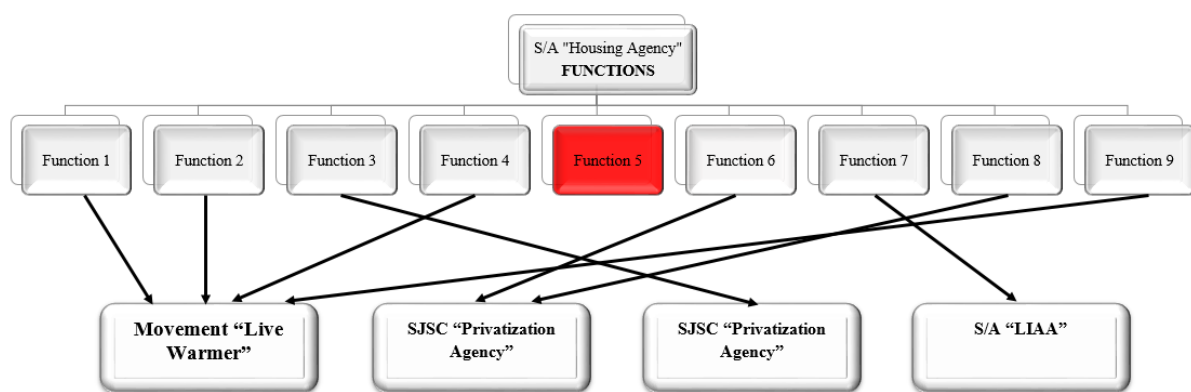 S/A "Housing Agency"
FUNCTIONS
Function 1
Function 2
Function 3
Function 4
Function 5
Function 6
Function 7
Function 8
Function 9
Movement “Live
Warmer”
SJSC “Privatization
Agency”
SJSC “Privatization
Agency”
S/A “LIAA”